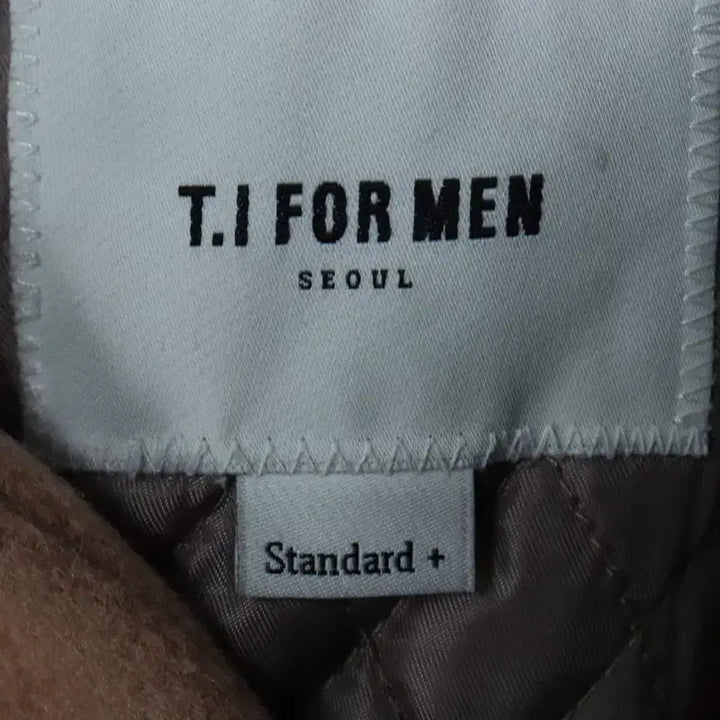 T.I FOR MEN
SEOUL
Standard +